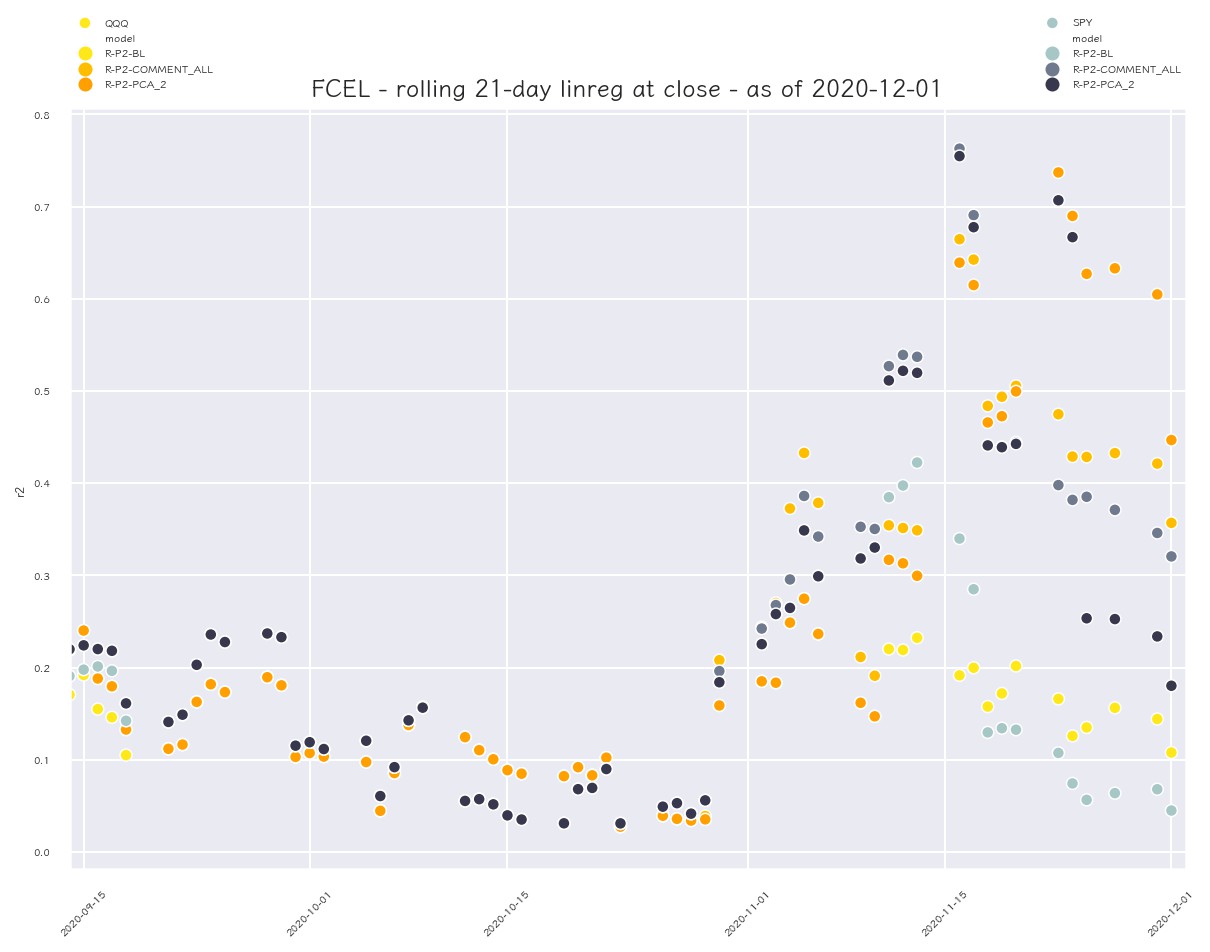 QQQ
model
R-P2-BL
R-P2-COMMENT_ALL
R-P2-PCA_2
SPY
model
R-P2-BL
R-P2-COMMENT_ALL
R-P2-PCA_2
FCEL - rolling 21-day linreg at close - as of 2020-12-01
0.8
0.7
0.6
0.5
0.4
0.3
0.2
0.1
0.0
r2
2020-09-15
2020-10-01
2020-10-15
2020-11-01
2020-11-15
2020-12-01